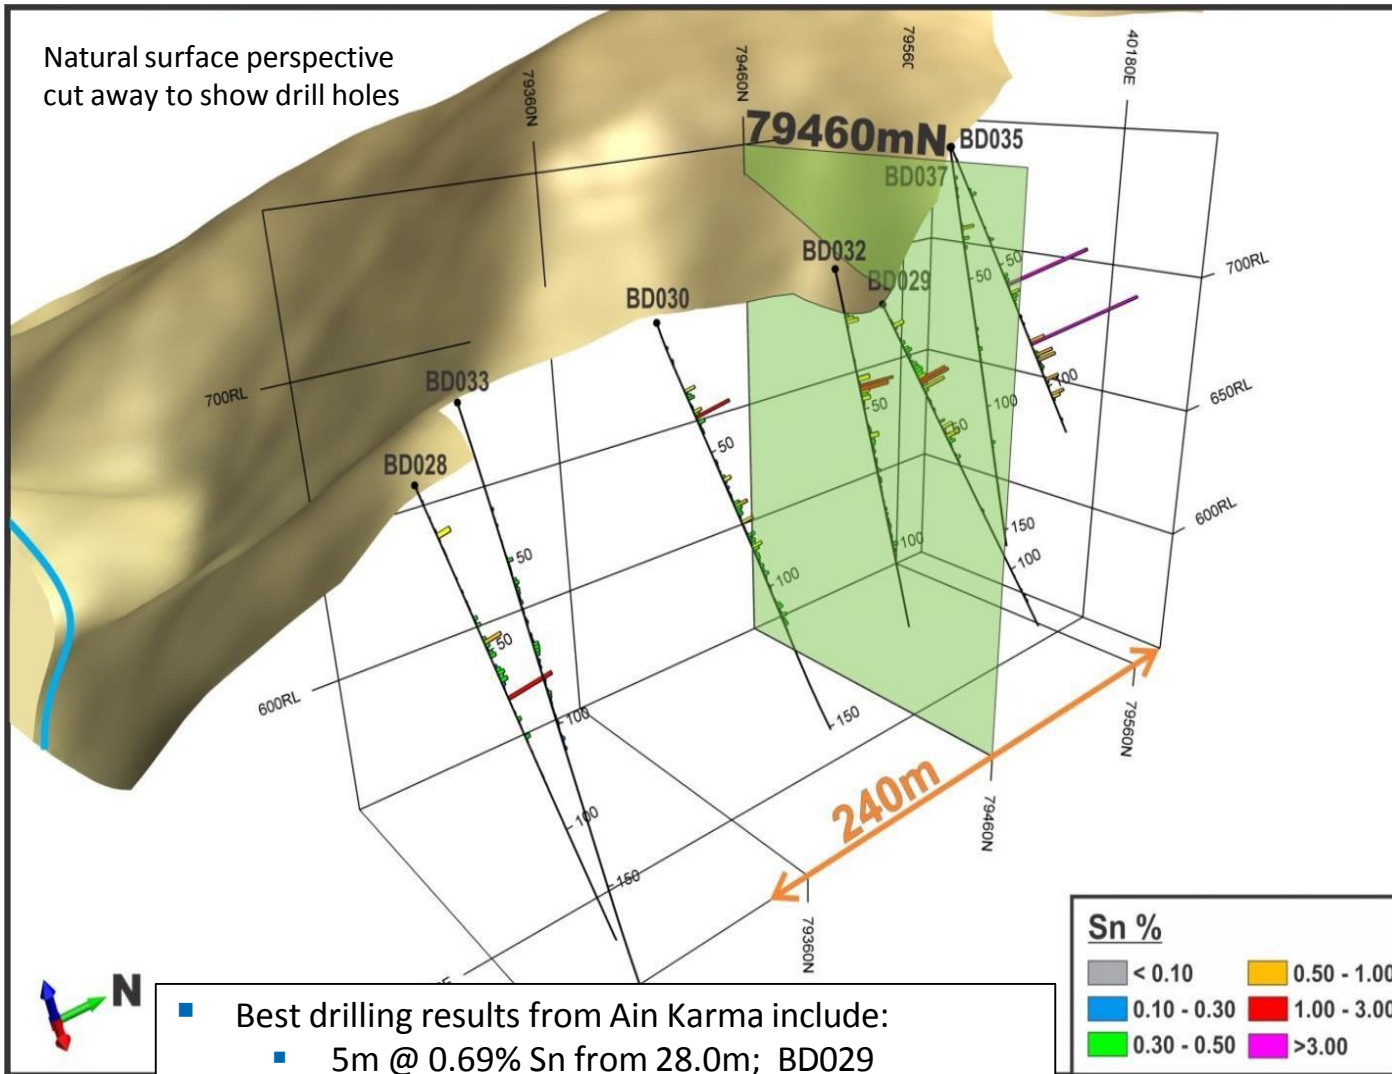 Natural surface perspective
cut away to show drill holes
79360N
79460N
7956
40180E
79460mN
BD035
BD037
BD032
BD029
BD030
BD033
BD028
700RL
650RL
600RL
700RL
600RL
50
100
150
50
100
50
100
150
50
100
50
100
50
100
150
50
100
240m
79560N
79460N
79360N
N
Sn %
< 0.10
0.10 - 0.30
0.30 - 0.50
0.50 - 1.00
1.00 - 3.00
>3.00
▪ Best drilling results from Ain Karma include:
▪ 5m @ 0.69% Sn from 28.0m; BD029